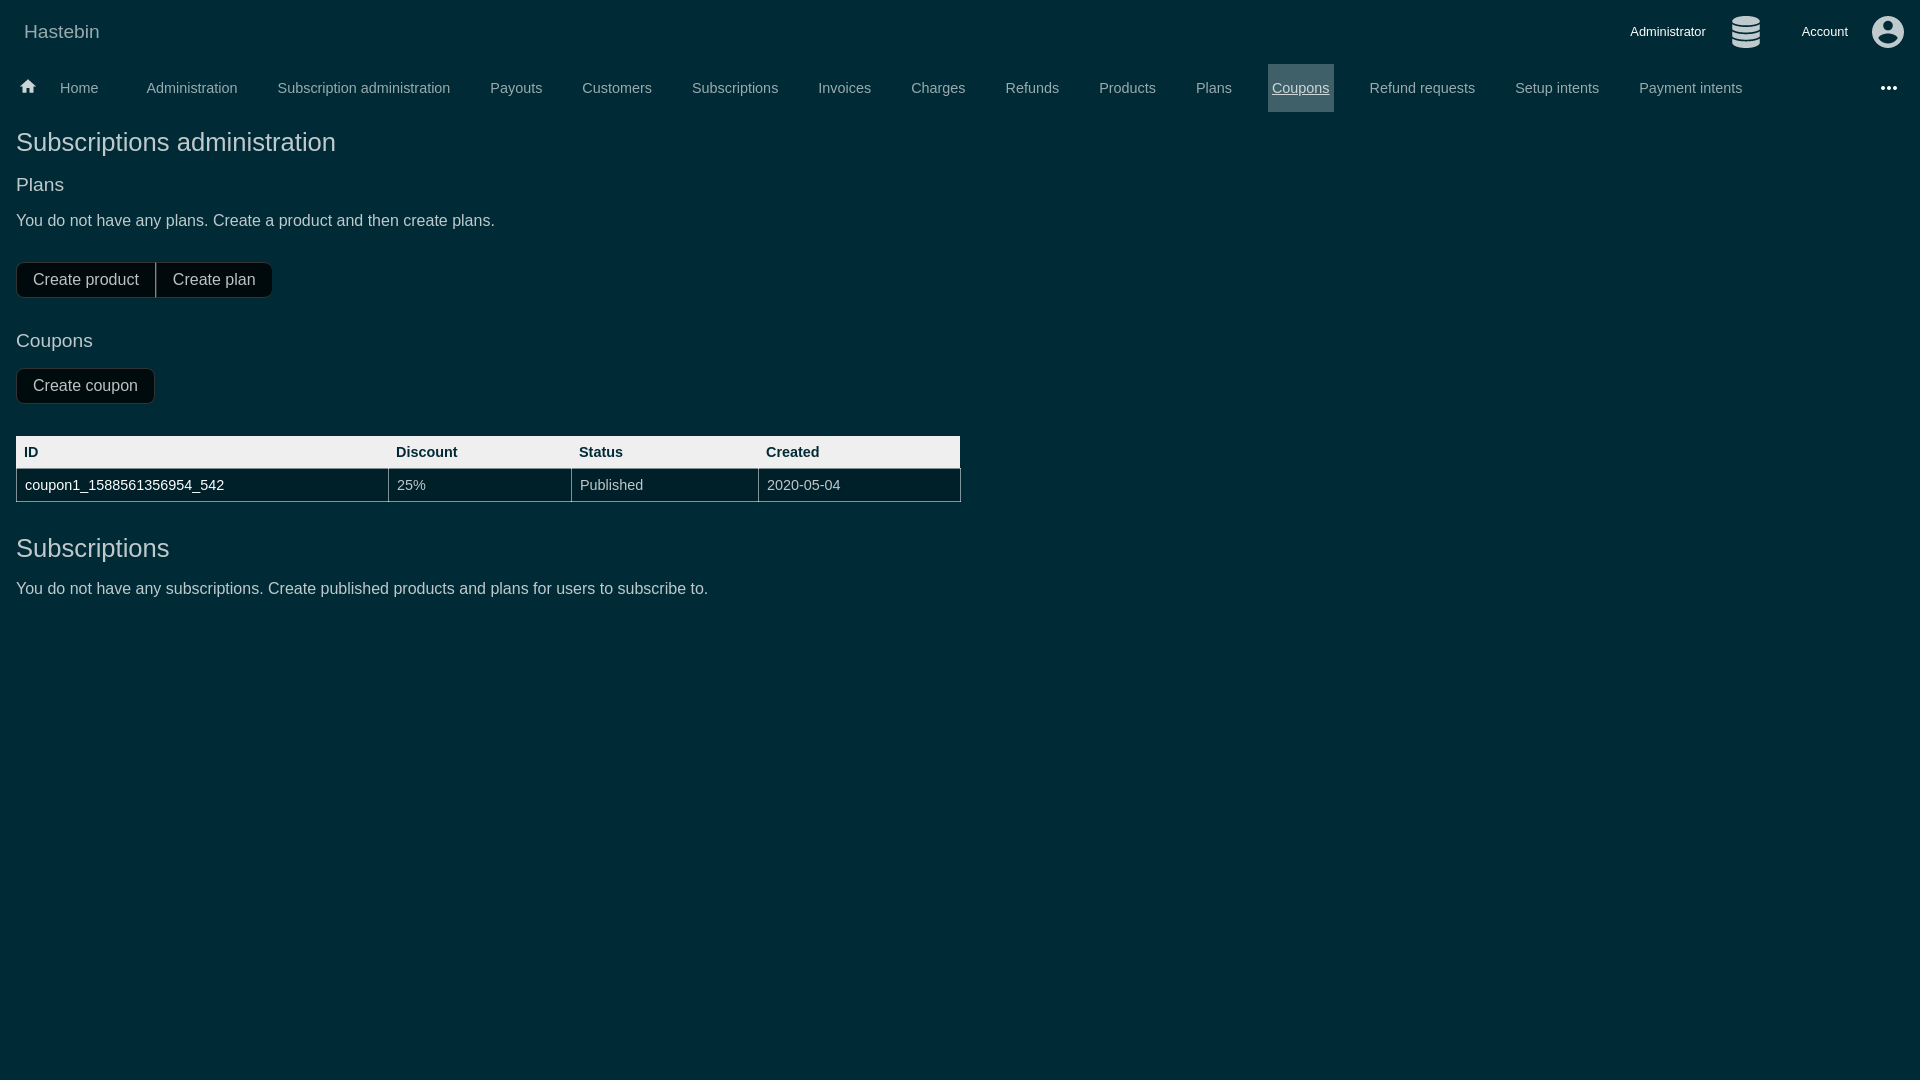 Hastebin
Administrator
Account
Home Administration Subscription administration Payouts Customers Subscriptions Invoices Charges Refunds Products Plans Coupons Refund requests Setup intents Payment intents
Subscriptions administration
Plans
You do not have any plans. Create a product and then create plans.
Create product Create plan
Coupons
Create coupon
ID Discount Status Created
coupon1_1588561356954_542 25% Published 2020-05-04
Subscriptions
You do not have any subscriptions. Create published products and plans for users to subscribe to.